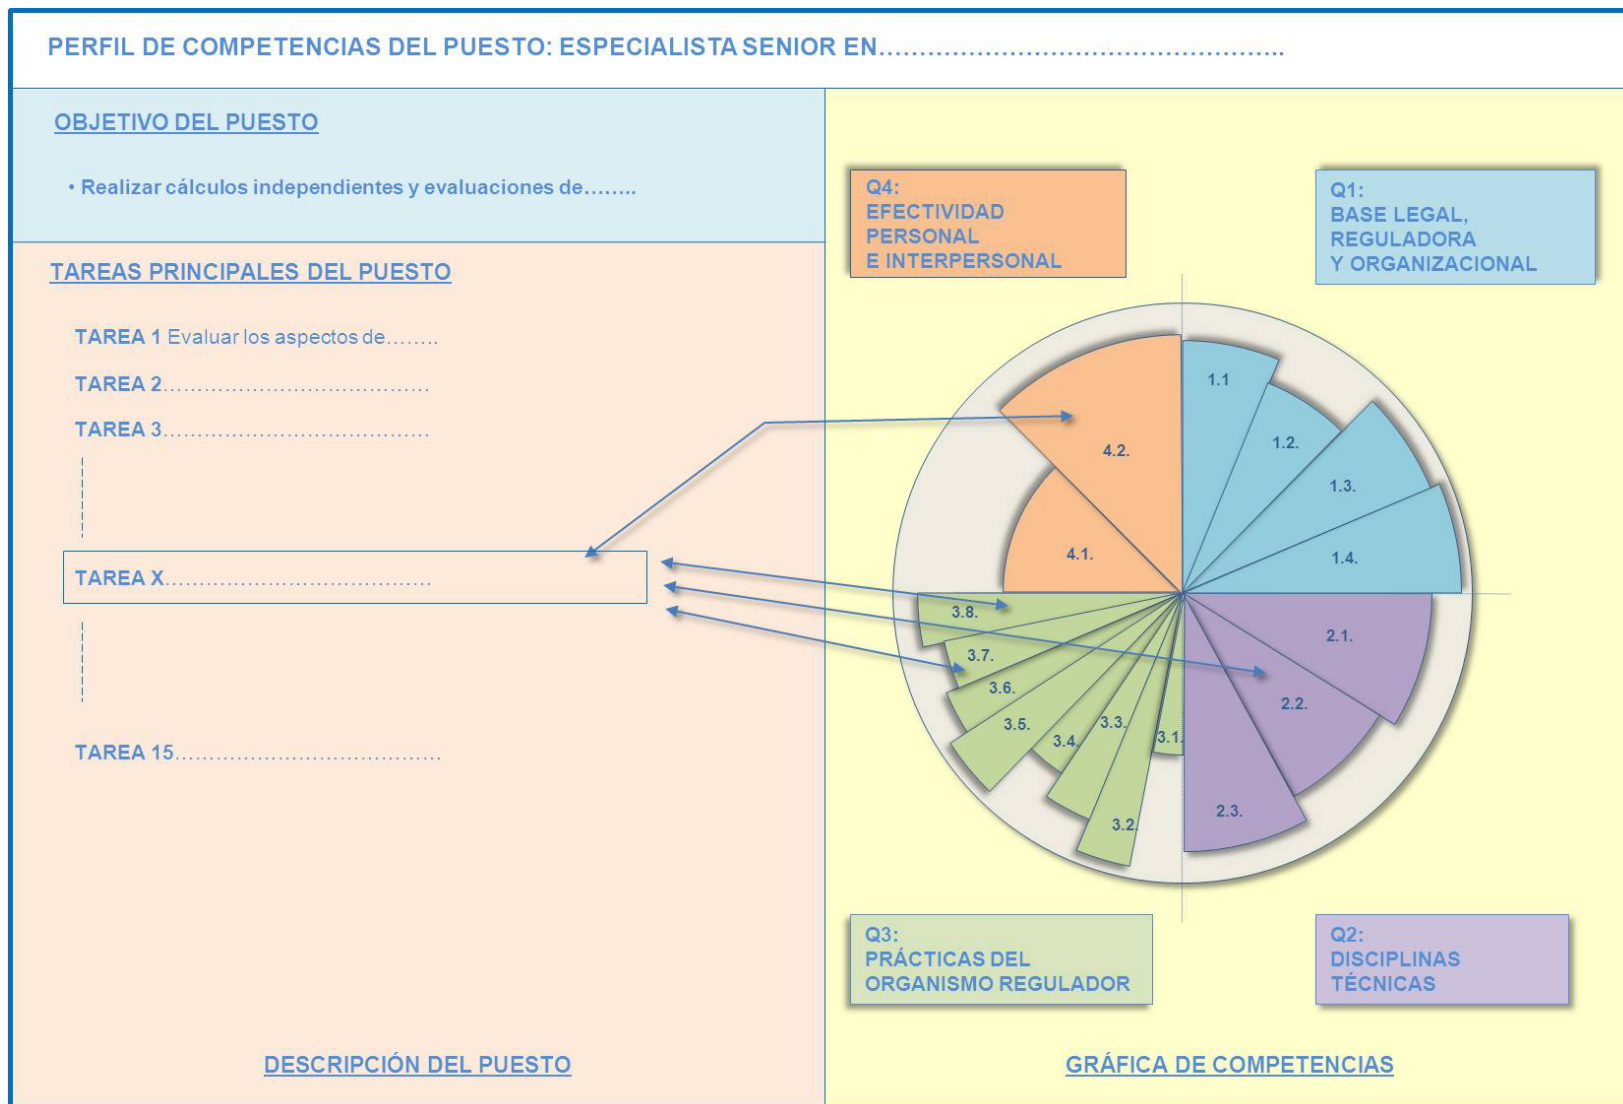 PERFIL DE COMPETENCIAS DEL PUESTO: ESPECIALISTA SENIOR EN…………………………………………..
OBJETIVO DEL PUESTO
• Realizar cálculos independientes y evaluaciones de……..
TAREAS PRINCIPALES DEL PUESTO
TAREA 1 Evaluar los aspectos de……..
TAREA 2…………………………………
TAREA 3…………………………………
TAREA X…………………………………
TAREA 15…………………………………
DESCRIPCIÓN DEL PUESTO
Q4:
EFECTIVIDAD
PERSONAL
E INTERPERSONAL
Q1:
BASE LEGAL,
REGULADORA
Y ORGANIZACIONAL
1.1
1.2.
1.3.
1.4.
2.1.
2.2.
2.3.
3.1.
3.2.
3.3.
3.4.
3.5.
3.6.
3.7.
3.8.
4.1.
4.2.
Q3:
PRÁCTICAS DEL
ORGANISMO REGULADOR
Q2:
DISCIPLINAS
TÉCNICAS
GRÁFICA DE COMPETENCIAS